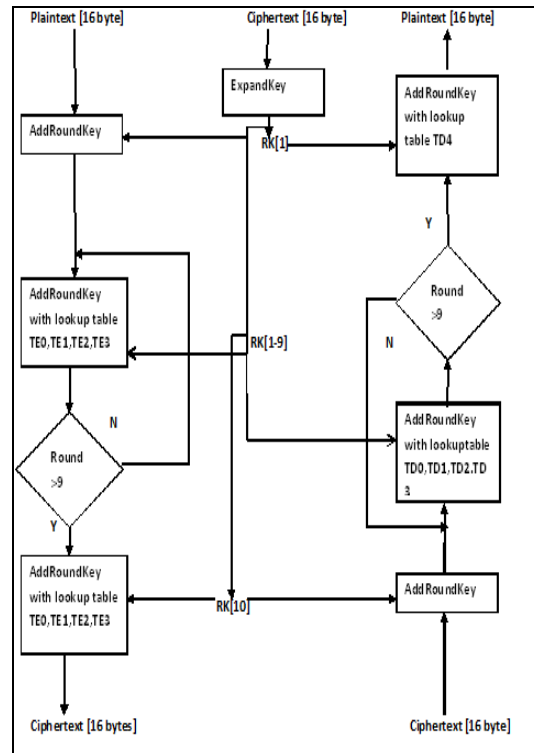 Plaintext [16 byte]
Ciphertext [16 byte]
Plaintext [16 byte]
ExpandKey
AddRoundKey
RK[1]
AddRoundKey
with lookup
table TD4
Y
AddRoundKey
with lookup table
TE0,TE1,TE2,TE3
RK[1-9]
Round
>9
N
N
AddRoundKey
with lookuptable
TD0,TD1,TD2.TD
3
Round
>9
Y
AddRoundKey
with lookup table
TE0,TE1,TE2,TE3
RK[10]
AddRoundKey
Ciphertext [16 bytes]
Ciphertext [16 byte]